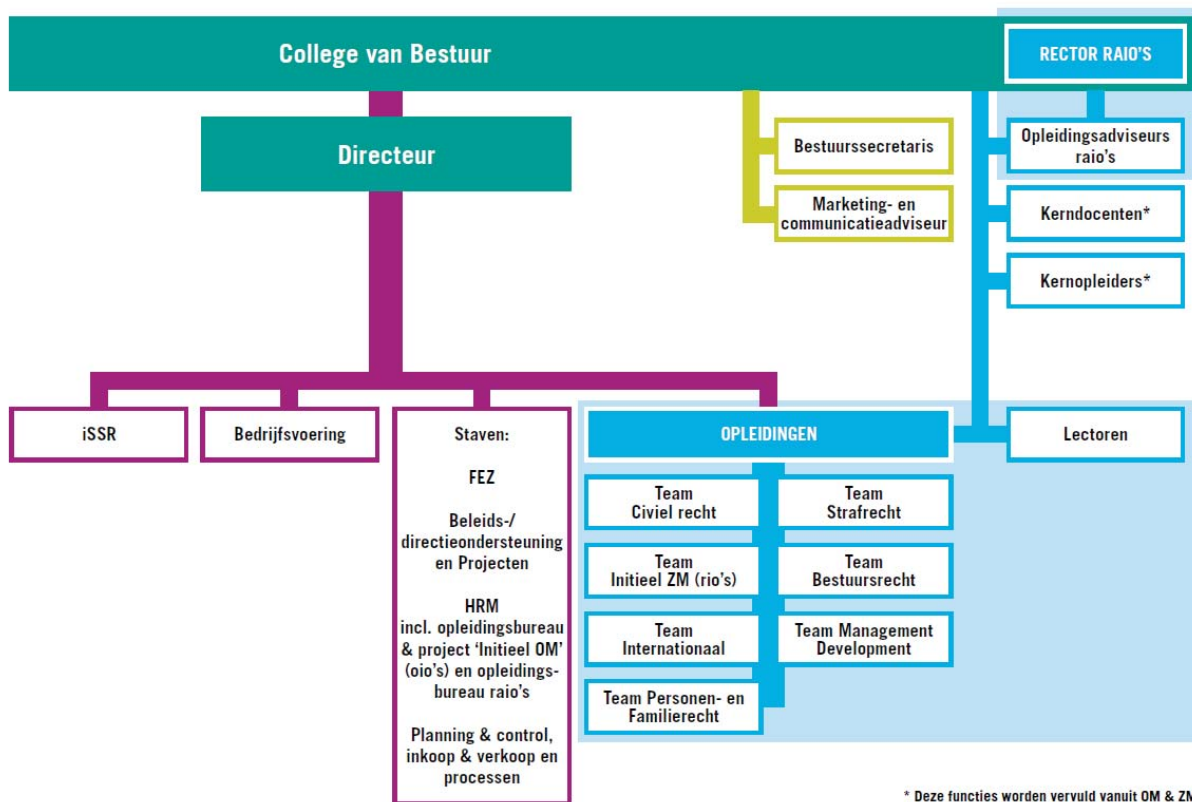 College van Bestuur
RECTOR RAIO'S
Directeur
Bestuurssecretaris
Marketing- en
communicatieadviseur
Opleidingsadviseurs
raio's
Kerndocenten*
Kernopleiders*
iSSR
Bedrijfsvoering
Staven:
FEZ
Beleids-/
directieondersteuning
en Projecten
HRM
incl. opleidingsbureau
& project 'Initieel OM'
(oio's) en opleidings-
bureau raio's
Planning & control,
inkoop & verkoop en
processen
OPLEIDINGEN
Lectoren
Team
Civiel recht
Team
Strafrecht
Team
Initieel ZM (rio's)
Team
Bestuursrecht
Team
Internationaal
Team Management
Development
Team Personen- en
Familierecht
* Deze functies worden vervuld vanuit OM & ZM